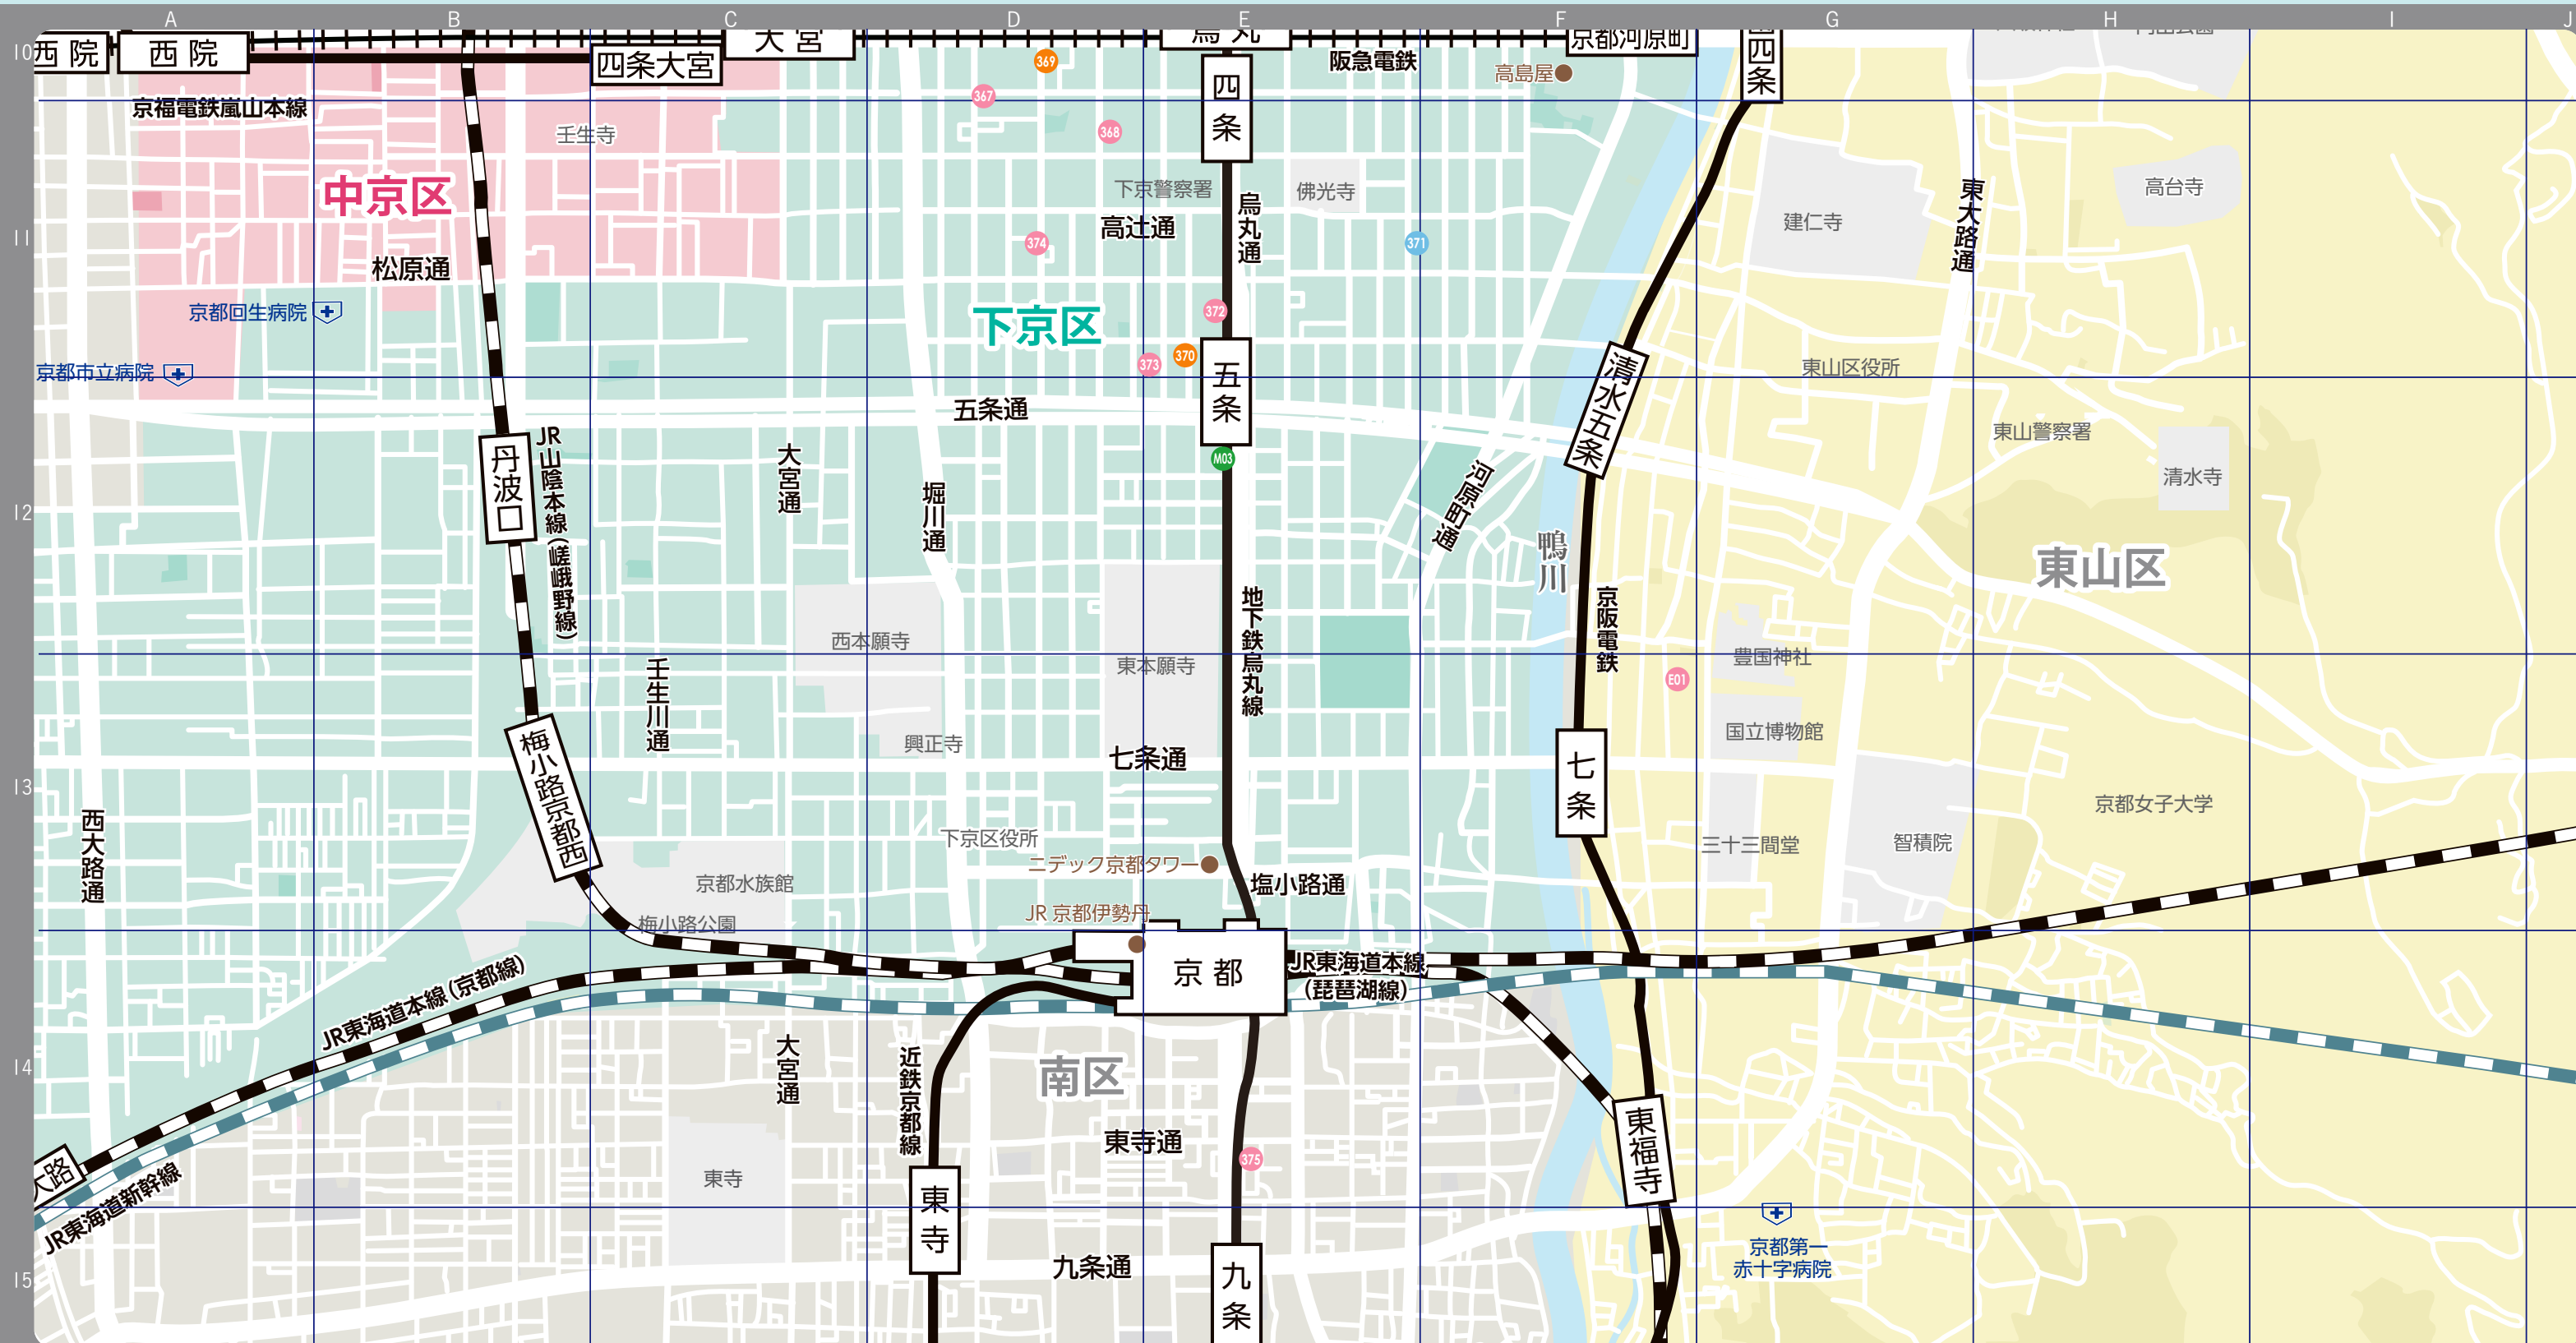 A B C D E F G H I J
10
西院
西院
四条大宮
大宮
烏丸
京都河原町
四条
四条
阪急電鉄
高島屋
369
367
368
京福電鉄嵐山本線
壬生寺
中京区
下京警察署
佛光寺
烏丸通
東大路通
高台寺
建仁寺
11
高辻通
374
371
松原通
京都回生病院
372
下京区
京都市立病院
373
370
五条
清水五条
東山区役所
五条通
東山警察署
清水寺
丹波口
JR山陰本線(嵯峨野線)
大宮通
M03
堀川通
河原町通
12
鴨川
東山区
京阪電鉄
地下鉄烏丸線
西本願寺
東本願寺
豊国神社
E01
壬生川通
梅小路京都西
興正寺
七条通
国立博物館
七条
13
西大路通
京都女子大学
下京区役所
三十三間堂
智積院
ニデック京都タワー
京都水族館
塩小路通
JR 京都伊勢丹
梅小路公園
京都
JR東海道本線
(琵琶湖線)
JR東海道本線(京都線)
14
大宮通
近鉄京都線
南区
東寺通
東福寺
375
大路
東寺
JR東海道新幹線
東寺
京都第一
赤十字病院
15
九条通
九条